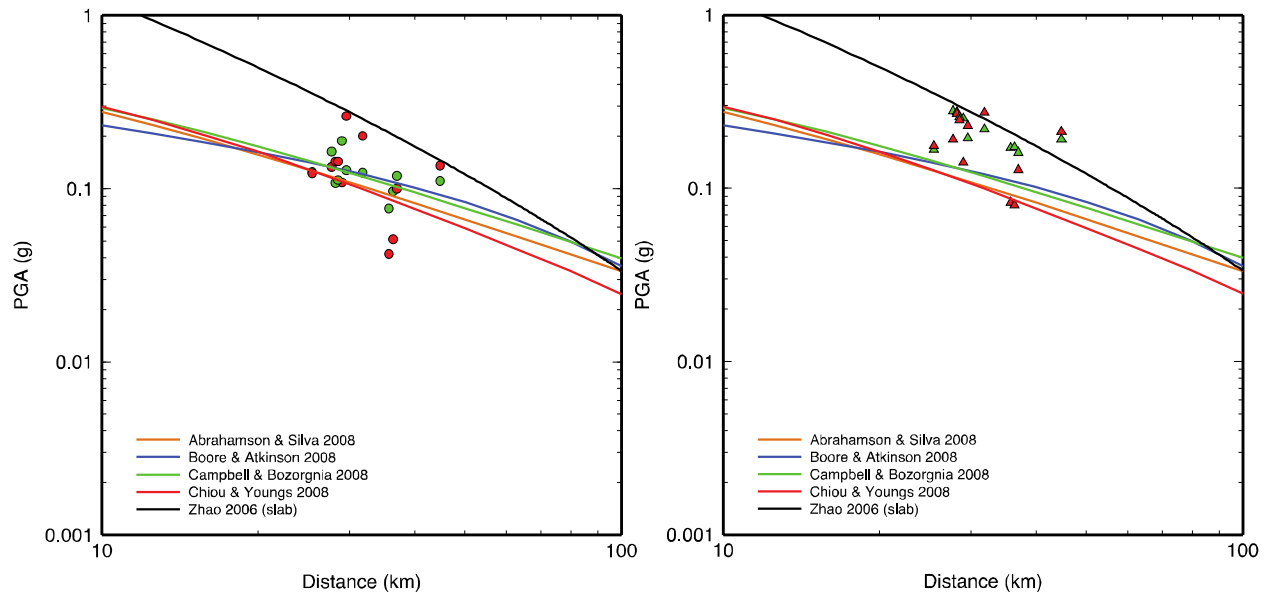 1
0.1
0.01
0.001
PGA (g)
Abrahamson & Silva 2008
Boore & Atkinson 2008
Campbell & Bozorgnia 2008
Chiou & Youngs 2008
Zhao 2006 (slab)
10
100
Distance (km)
1
0.1
0.01
0.001
PGA (g)
Abrahamson & Silva 2008
Boore & Atkinson 2008
Campbell & Bozorgnia 2008
Chiou & Youngs 2008
Zhao 2006 (slab)
10
100
Distance (km)